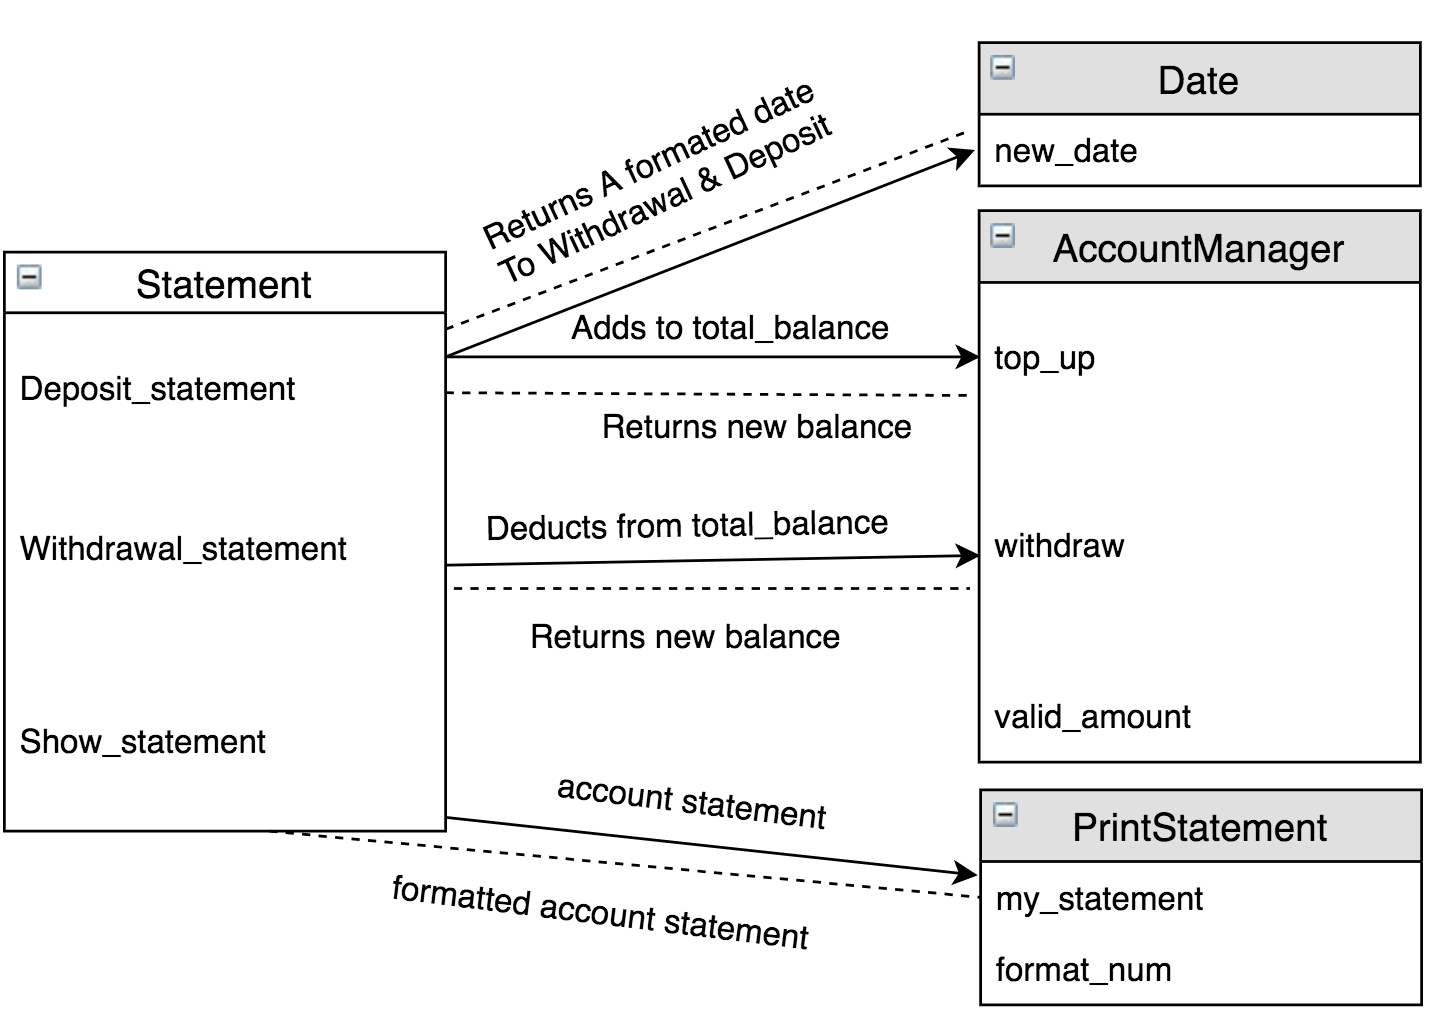 Date
new_date
Returns A formated date
To Withdrawal & Deposit
AccountManager
Statement
Adds to total_balance
top_up
Deposit_statement
Returns new balance
Deducts from total_balance
withdraw
Withdrawal_statement
Returns new balance
valid_amount
Show_statement
account statement
PrintStatement
formatted account statement
my_statement
format_num